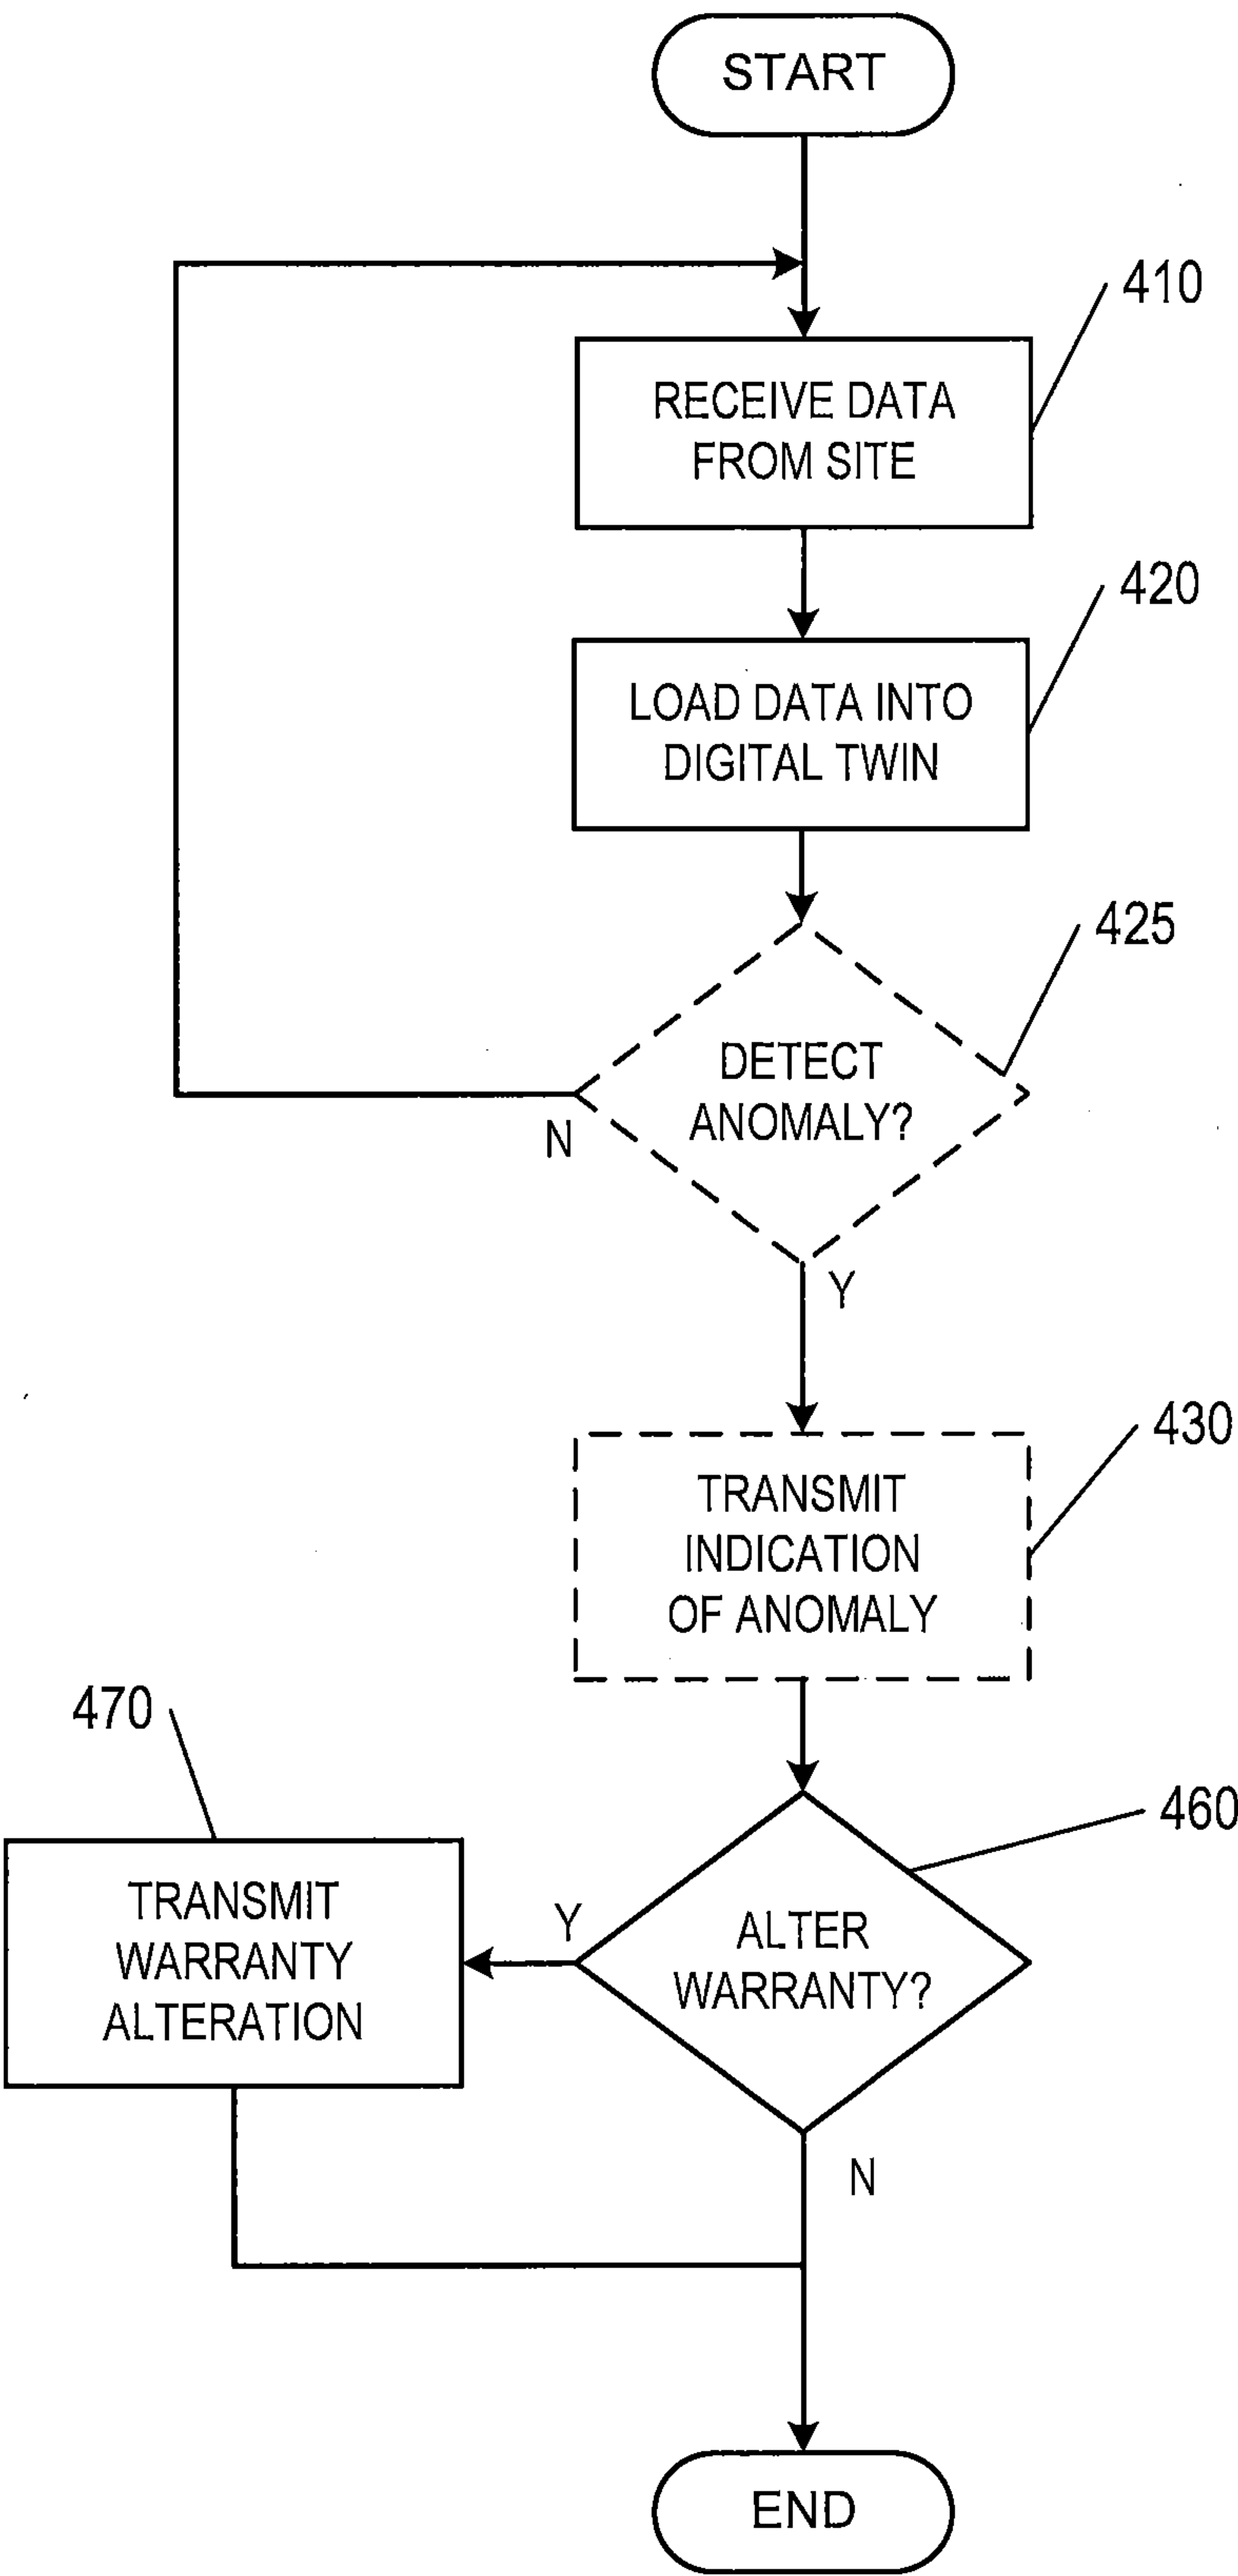 START
410
RECEIVE DATA
FROM SITE
420
LOAD DATA INTO
DIGITAL TWIN
425
DETECT
ANOMALY?
N
Y
430
TRANSMIT
INDICATION
OF ANOMALY
470
460
TRANSMIT
WARRANTY
ALTERATION
Y
ALTER
WARRANTY?
N
END